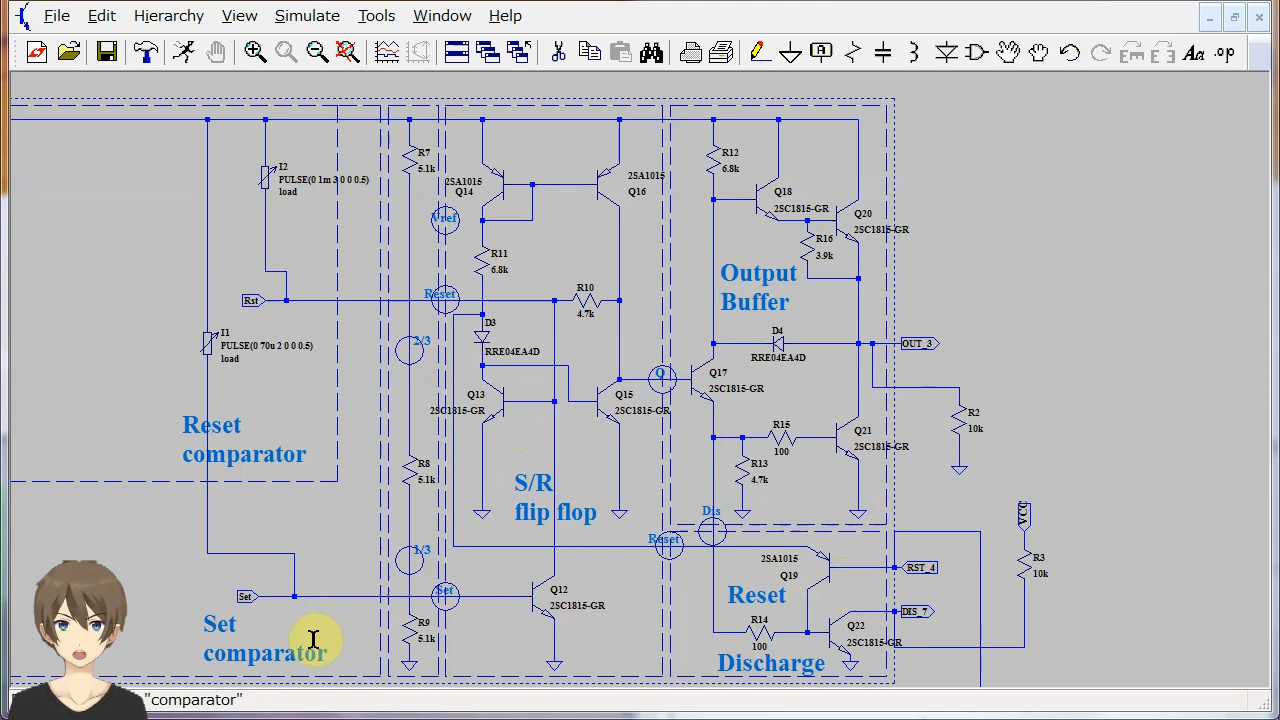 File Edit Hierarchy View Simulate Tools Window Help
Aa .op
I2
PULSE(0 1m 3 0 0 0.5)
load
Rst
I1
PULSE(0 70u 2 0 0 0.5)
load
Reset
comparator
Set
Set
comparator
R7
5.1k
2/3
R8
5.1k
1/3
R9
5.1k
Vref
Reset
Set
2SA1015
Q14
2SA1015
Q16
R11
6.8k
R10
4.7k
D3
RRE04EA4D
Q13
2SC1815-GR
Q15
2SC1815-GR
S/R
flip flop
Q12
2SC1815-GR
Q
Reset
Dis
R12
6.8k
Q18
2SC1815-GR
Q20
2SC1815-GR
R16
3.9k
Output
Buffer
D4
RRE04EA4D
OUT_3
Q17
2SC1815-GR
R15
100
Q21
2SC1815-GR
R13
4.7k
R2
10k
VCC
R3
10k
2SA1015
Q19
RST_4
Reset
DIS_7
R14
100
Q22
2SC1815-GR
Discharge
"comparator"